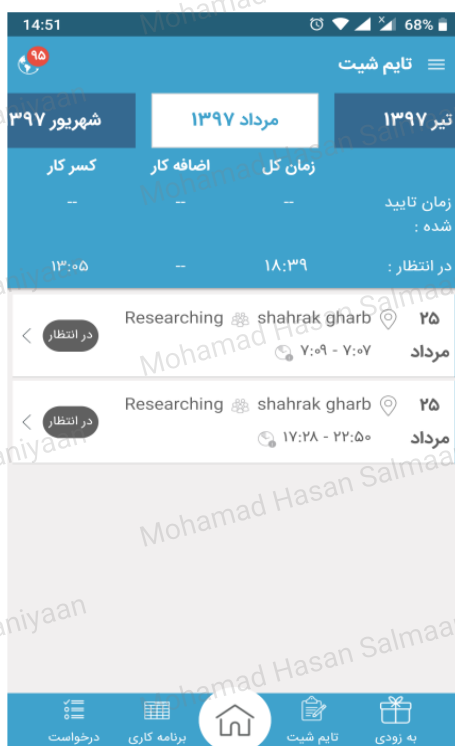 14:51 68%
۹۵
تایم شیت
تیر ۱۳۹۷ مرداد ۱۳۹۷ شهریور ۳۹۷
زمان کل اضافه کار کسر کار
زمان تایید -- -- --
شده :
در انتظار : ۱۸:۳۹ -- ۱۳:۰۵
۲۵ shahrak gharb Researching
مرداد ۷:۰۷ - ۷:۰۹ در انتظار
۲۵ shahrak gharb Researching
مرداد ۲۲:۵۰ - ۱۷:۲۸ در انتظار
به زودی تایم شیت برنامه کاری درخواست
Mohamad Hasan Salmaaniyaan